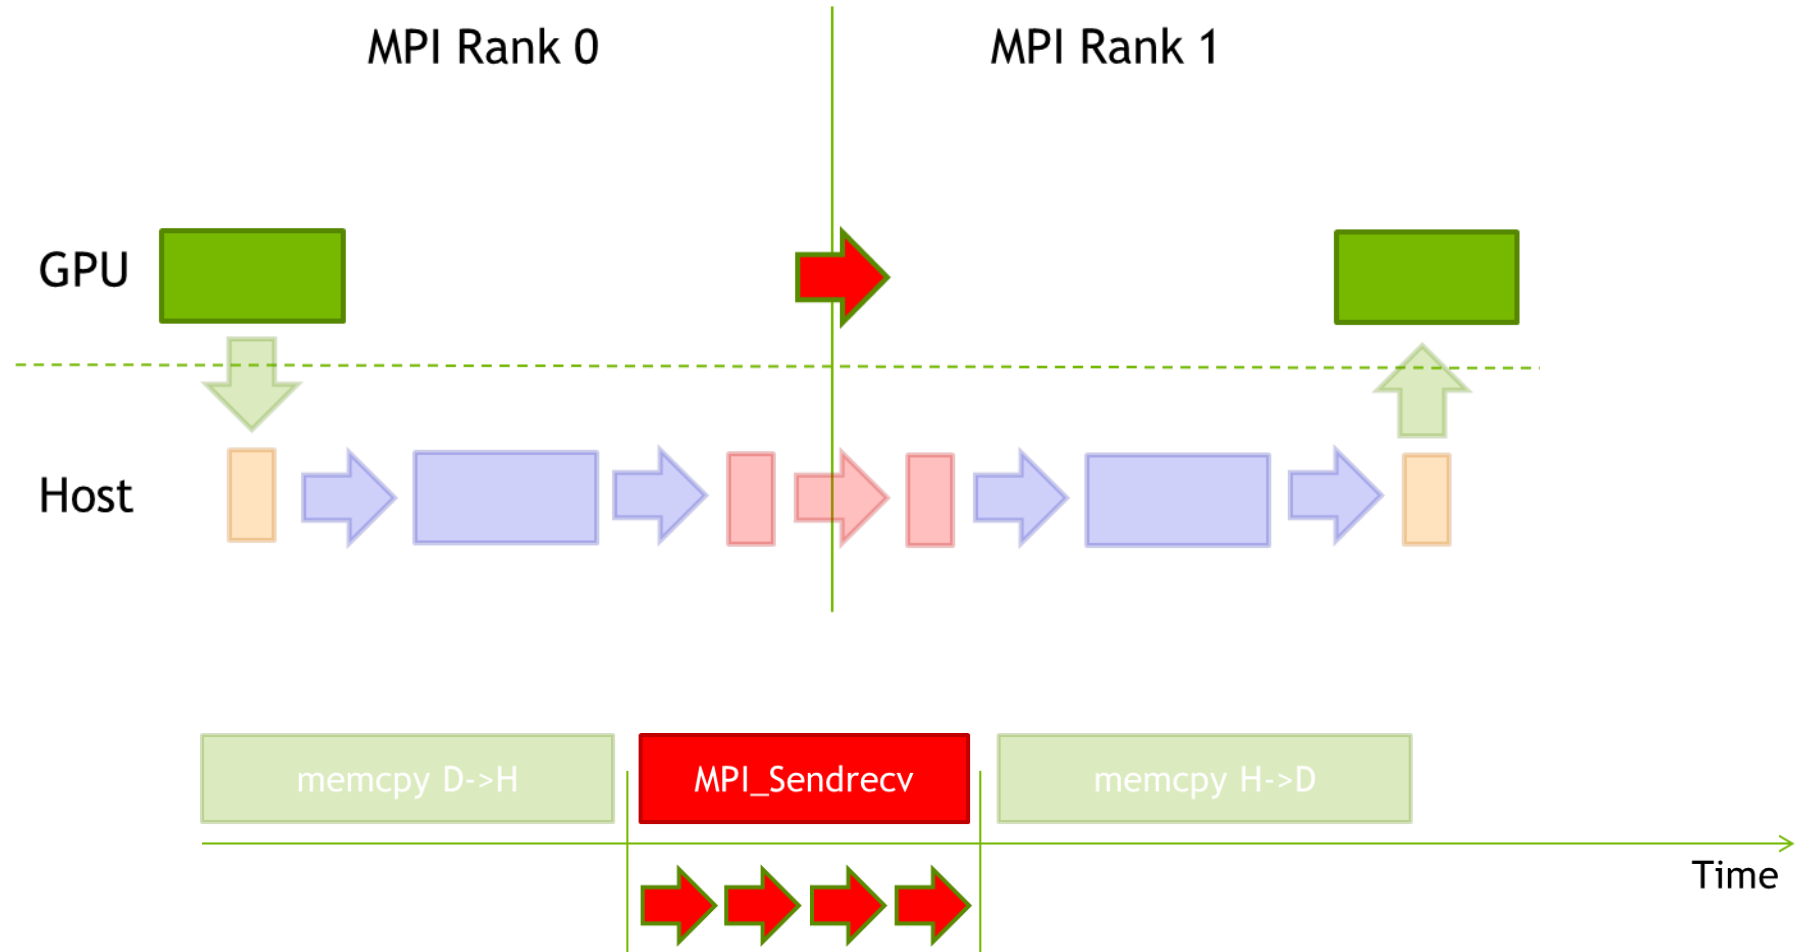 MPI Rank 0
MPI Rank 1
GPU
Host
memcpy D->H
MPI_Sendrecv
memcpy H->D
Time